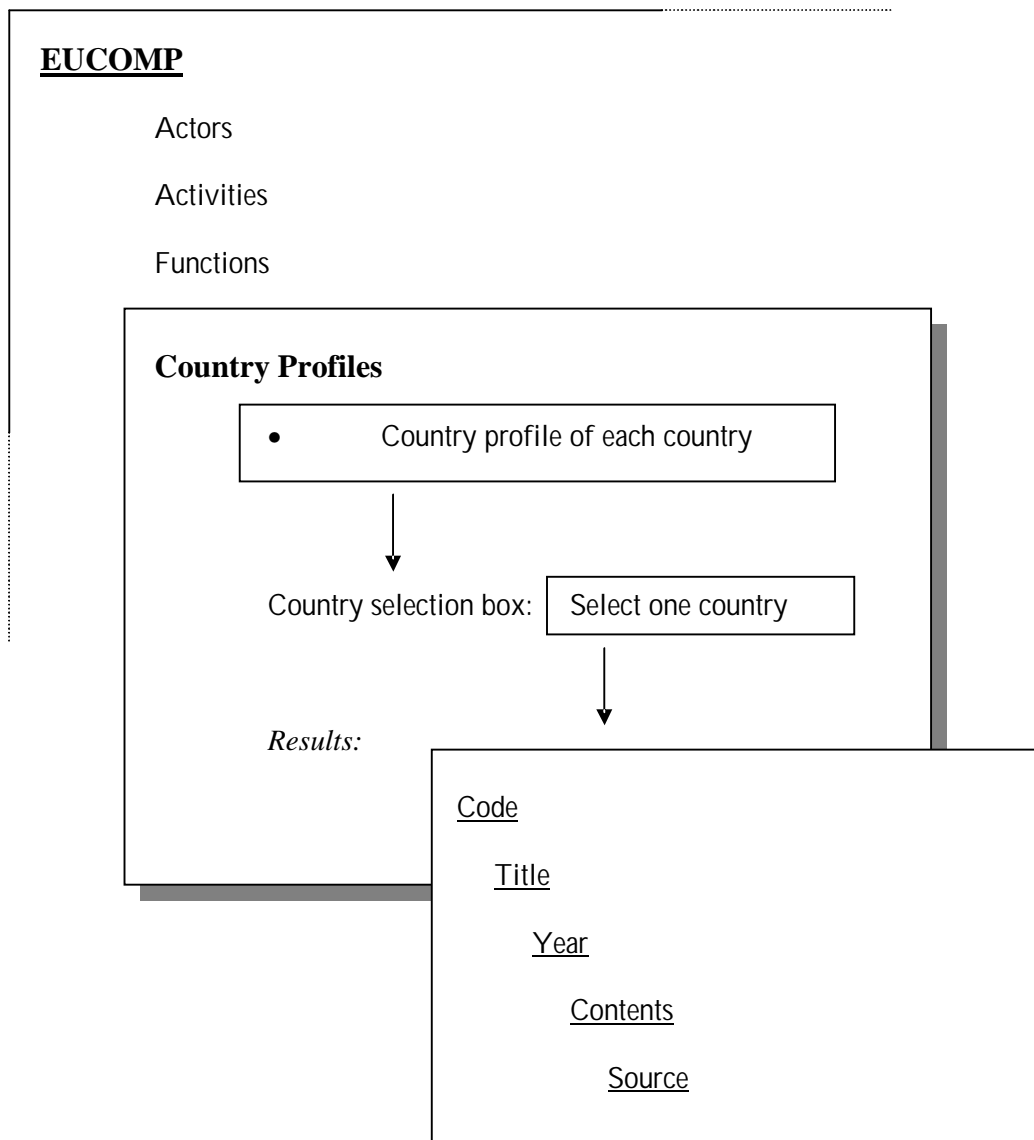 EUCOMP
Actors
Activities
Functions
Country Profiles
• Country profile of each country
Country selection box: Select one country
Results:
Code
Title
Year
Contents
Source